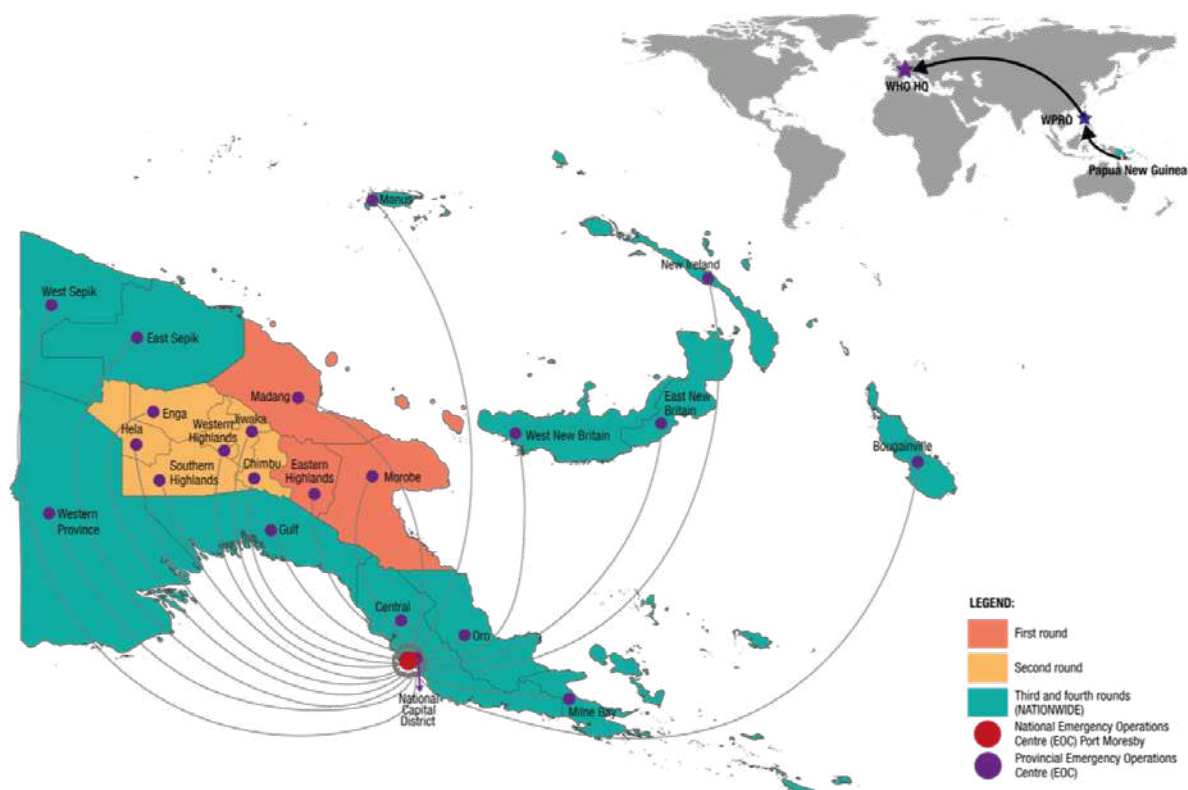 WHO HQ
WPRO
Papua New Guinea
Manus
New Ireland
West Sepik
East Sepik
Madang
Enga
Jiwaka
Hela
Western
Highlands
Southern
Highlands
Chimbu
Eastern
Highlands
Morobe
East New
Britain
West New Britain
Bougainville
Western
Province
Gulf
Central
Oro
National
Capital
District
Milne Bay
LEGEND:
First round
Second round
Third and fourth rounds
(NATIONWIDE)
National Emergency Operations
Centre (EOC) Port Moresby
Provincial Emergency Operations
Centre (EOC)